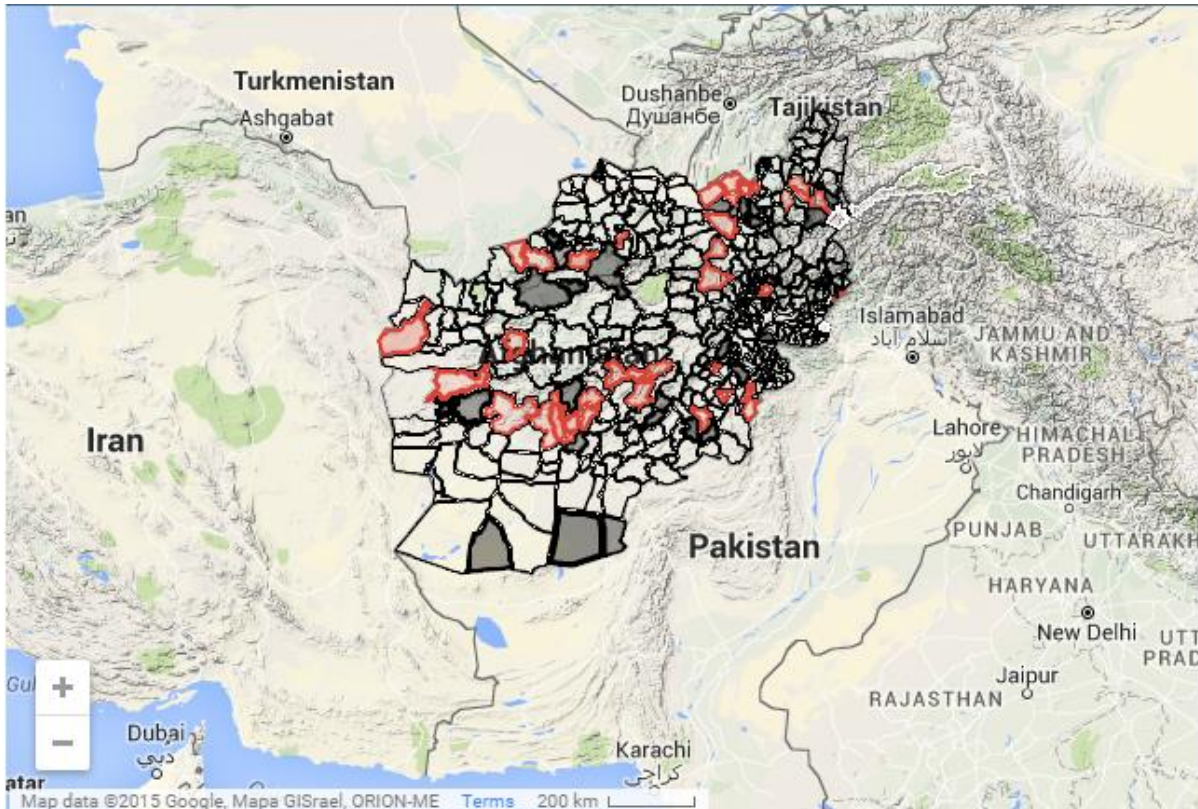 Turkmenistan
Ashgabat
Dushanbe
Душанбе
Tajikistan
an
Afghanistan
Islamabad
اسلام آباد
JAMMU AND
KASHMIR
Iran
Lahore
لاہور
HIMACHAL
PRADESH
Chandigarh
PUNJAB
UTTARAKH
Pakistan
HARYANA
New Delhi
UTT
PRAD
Jaipur
RAJASTHAN
+
Gul
−
Dubai
دبي
Karachi
کراچی
atar
Map data ©2015 Google, Mapa GISrael, ORION-ME Terms 200 km